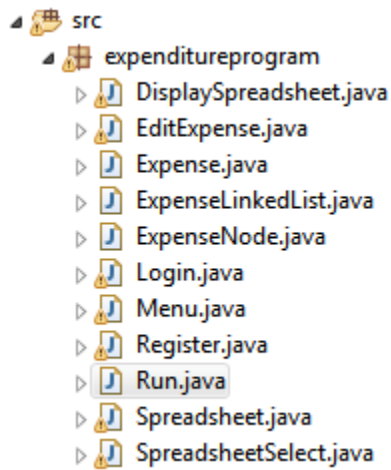 src
expenditureprogram
DisplaySpreadsheet.java
EditExpense.java
Expense.java
ExpenseLinkedList.java
ExpenseNode.java
Login.java
Menu.java
Register.java
Run.java
Spreadsheet.java
SpreadsheetSelect.java